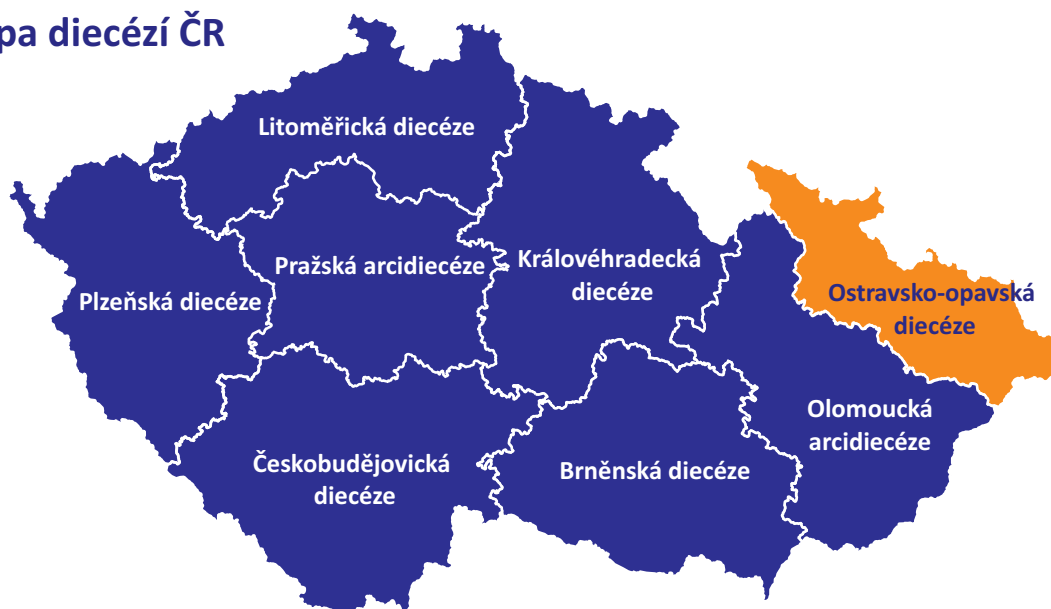 pa diecézí ČR
Litoměřická diecéze
Pražská arcidiecéze
Královéhradecká
diecéze
Plzeňská diecéze
Ostravsko-opavská
diecéze
Olomoucká
arcidiecéze
Českobudějovická
diecéze
Brněnská diecéze